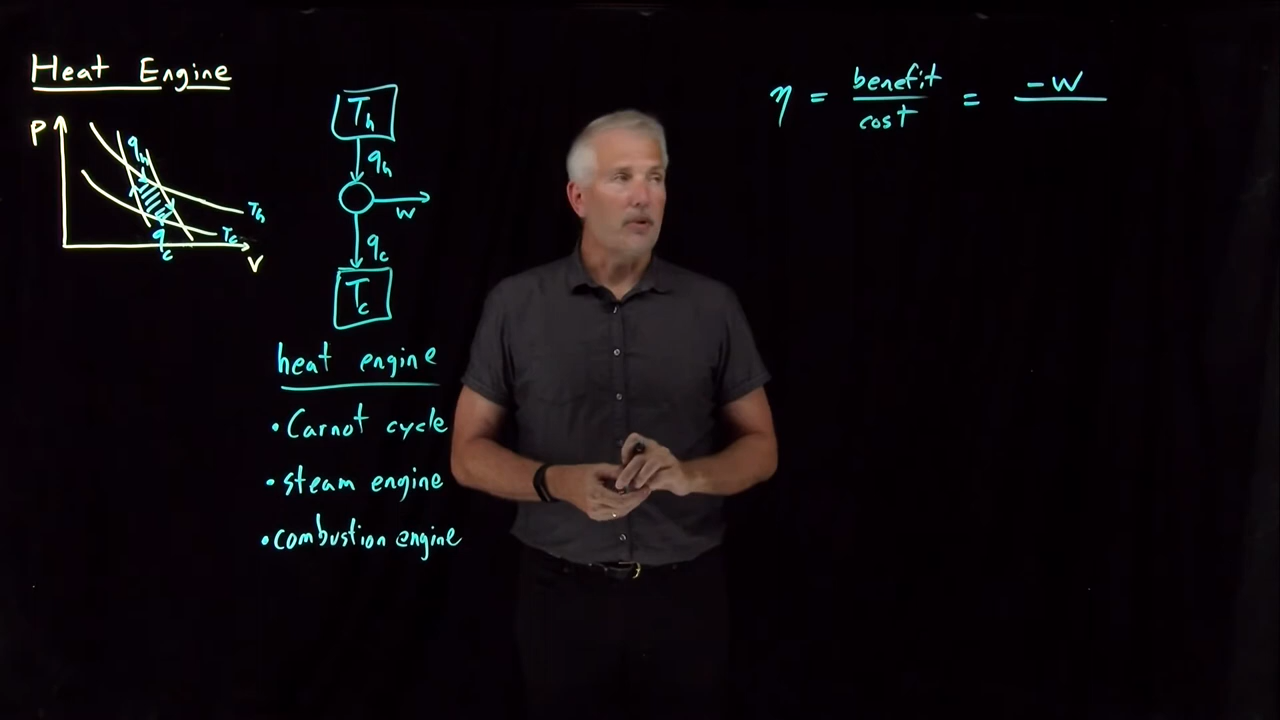 Heat Engine
P
q_h
T_h
T_c
q_c
V
T_h
q_h
w
q_c
T_c
heat engine
• Carnot cycle
• steam engine
• combustion engine
η = benefit / cost = -w